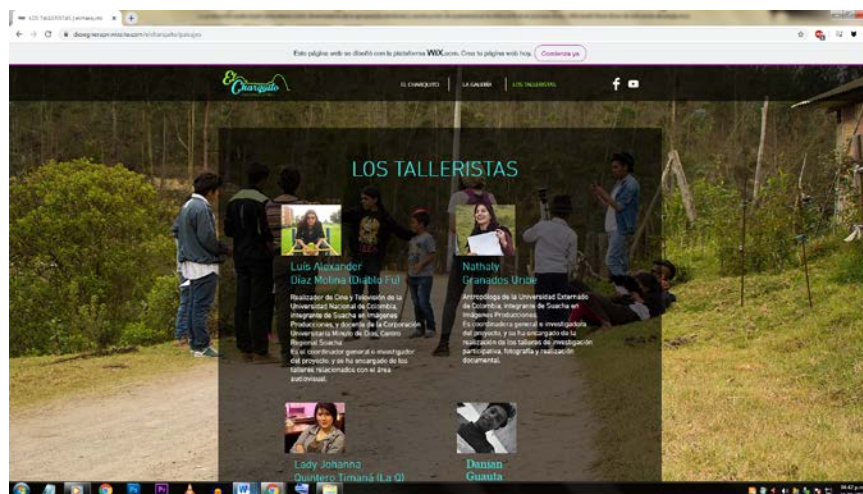 Esta página web se diseñó con la plataforma WIX.com. Crea tu página web hoy. Comienza ya
El Charquito
EL CHARQUITO LA GALERÍA LOS TALLERISTAS
LOS TALLERISTAS
Luis Alexander
Díaz Molina (Diablo Fu)
Realizador de Cine y Televisión de la
Universidad Nacional de Colombia,
integrante de Suacha en Imágenes
Producciones, y docente de la Corporación
Universitaria Minuto de Dios, Centro
Regional Soacha.
Es el coordinador general e investigador
del proyecto, y se ha encargado de los
talleres relacionados con el área
audiovisual.
Nathaly
Granados Uribe
Antropóloga de la Universidad Externado
de Colombia, integrante de Suacha en
Imágenes Producciones.
Es coordinadora general e investigadora
del proyecto, y se ha encargado de la
realización de los talleres de investigación
participativa, fotografía y realización
documental.
Lady Johanna
Quintero Timaná (La Q)
Damian
Guauta